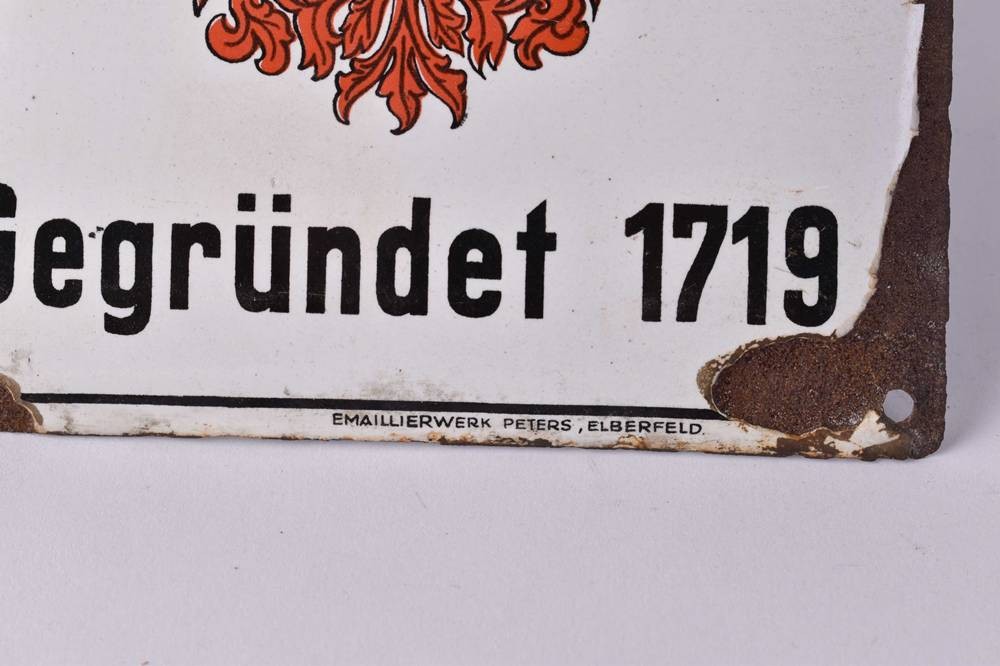 Gegründet 1719
EMAILLIERWERK PETERS, ELBERFELD.